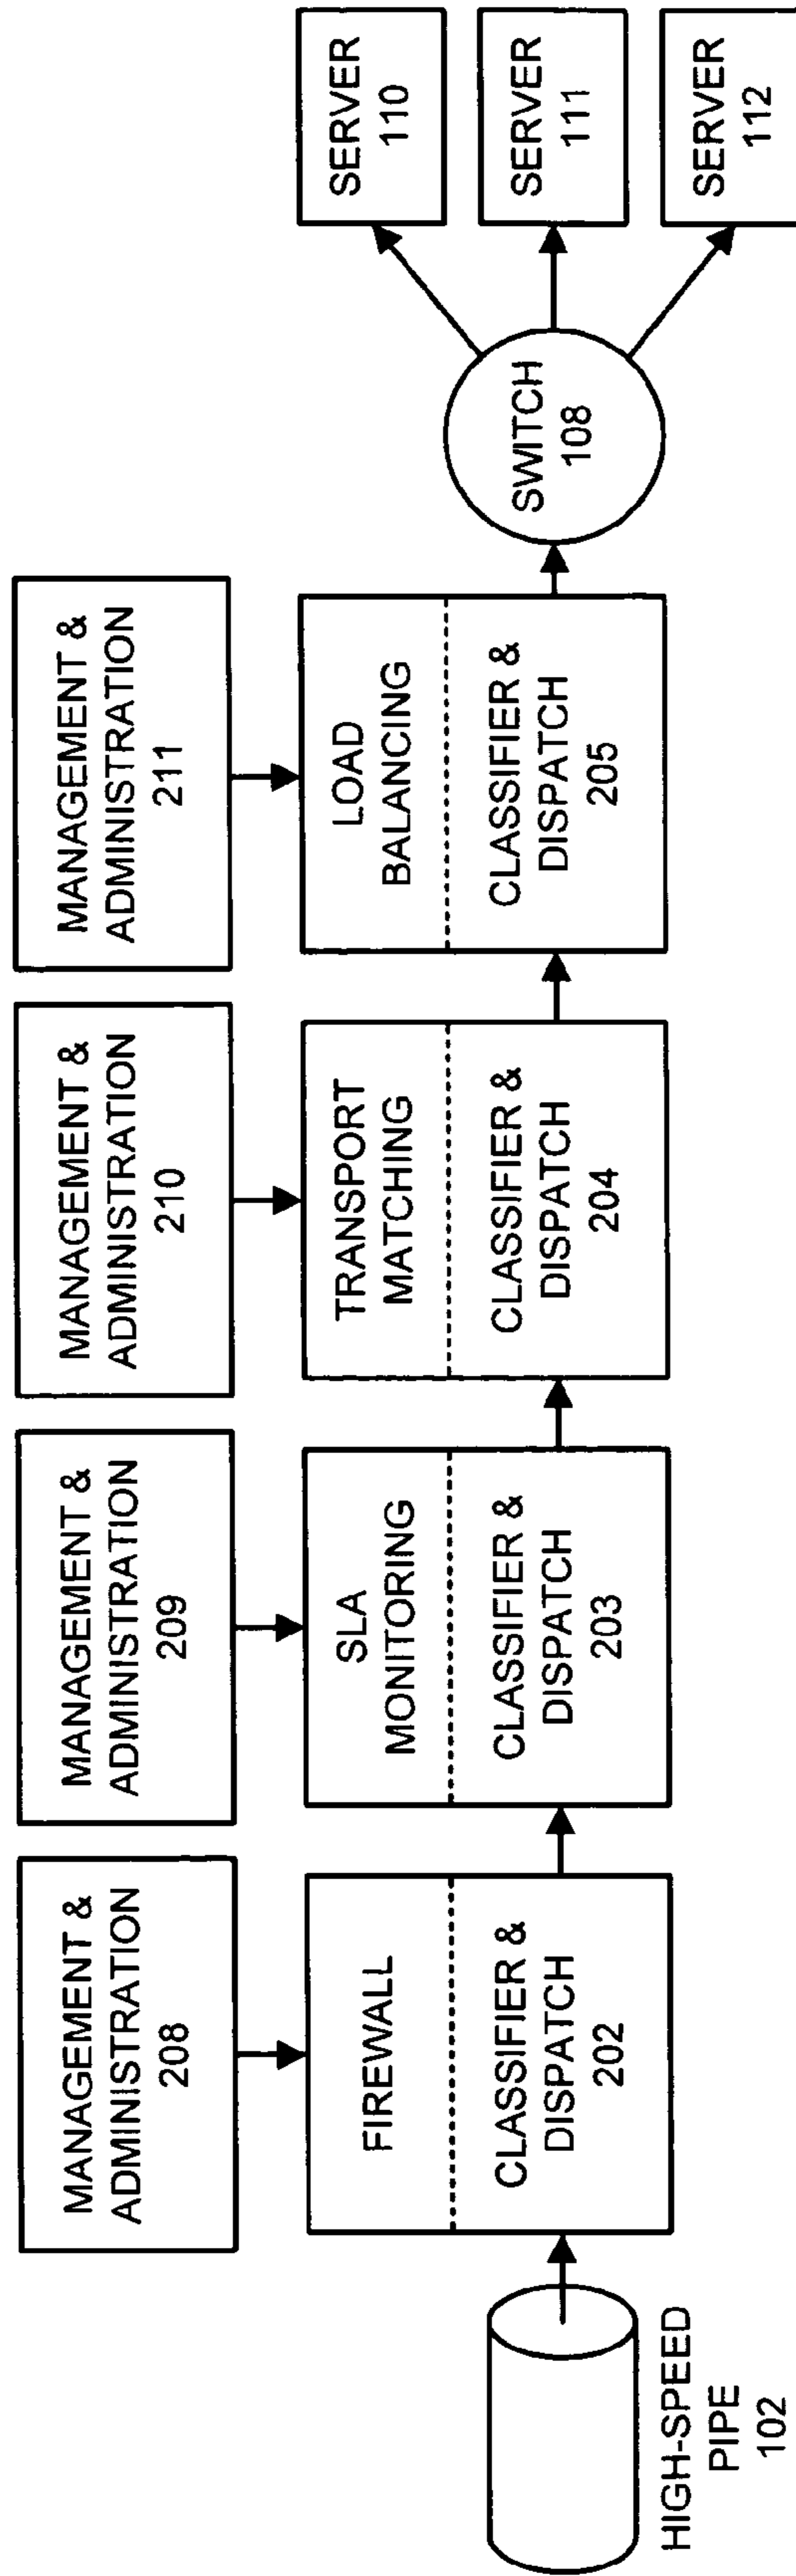 MANAGEMENT &
ADMINISTRATION
208
MANAGEMENT &
ADMINISTRATION
209
MANAGEMENT &
ADMINISTRATION
210
MANAGEMENT &
ADMINISTRATION
211
FIREWALL
CLASSIFIER &
DISPATCH
202
SLA
MONITORING
CLASSIFIER &
DISPATCH
203
TRANSPORT
MATCHING
CLASSIFIER &
DISPATCH
204
LOAD
BALANCING
CLASSIFIER &
DISPATCH
205
HIGH-SPEED
PIPE
102
SWITCH
108
SERVER
110
SERVER
111
SERVER
112